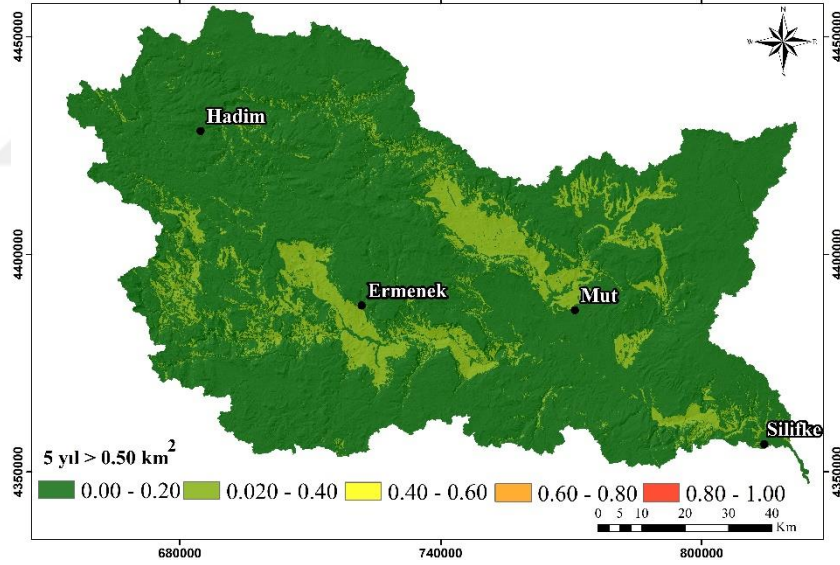 4450000
4450000
N
W
E
S
Hadim
4400000
4400000
Ermenek
Mut
Silifke
5 yıl > 0.50 km²
4350000
4350000
0.00 - 0.20
0.020 - 0.40
0.40 - 0.60
0.60 - 0.80
0.80 - 1.00
0 5 10 20 30 40
Km
680000
740000
800000